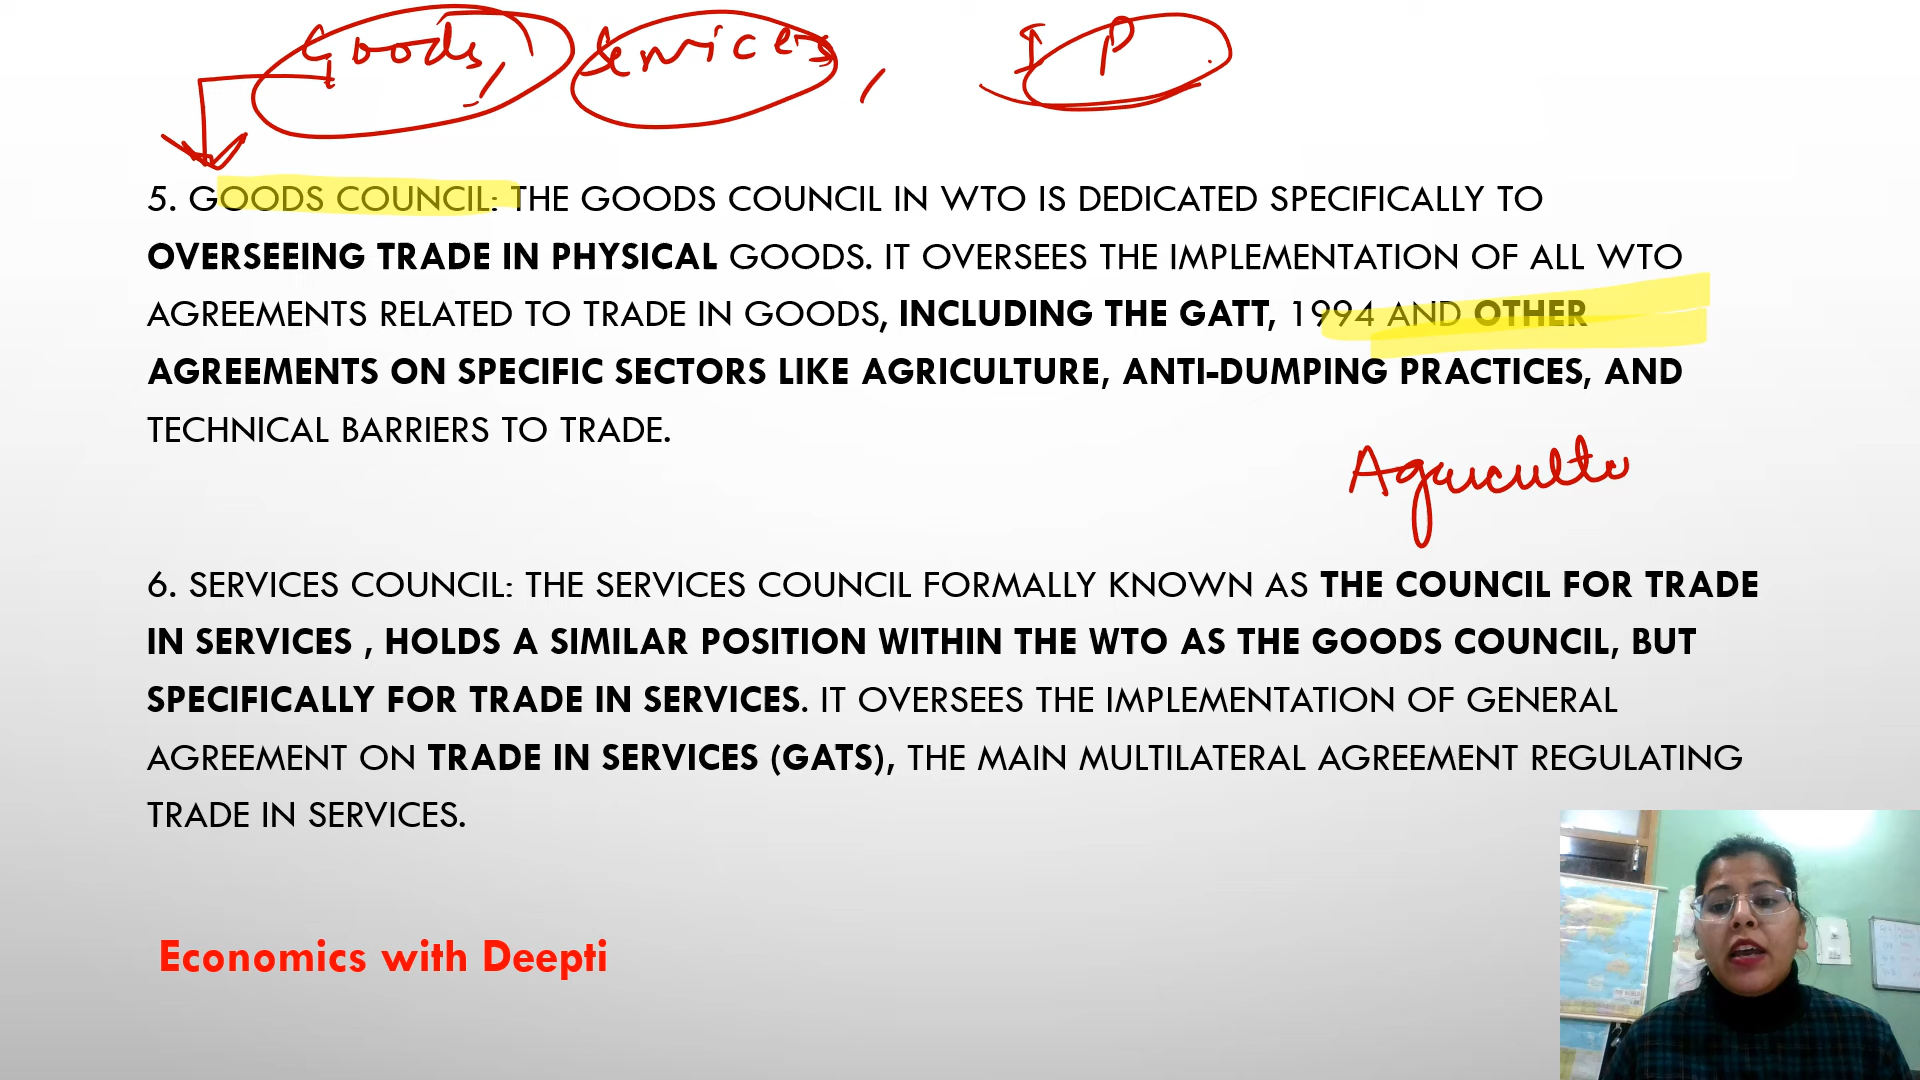 Goods, Services, IP
5. GOODS COUNCIL: THE GOODS COUNCIL IN WTO IS DEDICATED SPECIFICALLY TO
OVERSEEING TRADE IN PHYSICAL GOODS. IT OVERSEES THE IMPLEMENTATION OF ALL WTO
AGREEMENTS RELATED TO TRADE IN GOODS, INCLUDING THE GATT, 1994 AND OTHER
AGREEMENTS ON SPECIFIC SECTORS LIKE AGRICULTURE, ANTI-DUMPING PRACTICES, AND
TECHNICAL BARRIERS TO TRADE.
6. SERVICES COUNCIL: THE SERVICES COUNCIL FORMALLY KNOWN AS THE COUNCIL FOR TRADE
IN SERVICES , HOLDS A SIMILAR POSITION WITHIN THE WTO AS THE GOODS COUNCIL, BUT
SPECIFICALLY FOR TRADE IN SERVICES. IT OVERSEES THE IMPLEMENTATION OF GENERAL
AGREEMENT ON TRADE IN SERVICES (GATS), THE MAIN MULTILATERAL AGREEMENT REGULATING
TRADE IN SERVICES.
Economics with Deepti